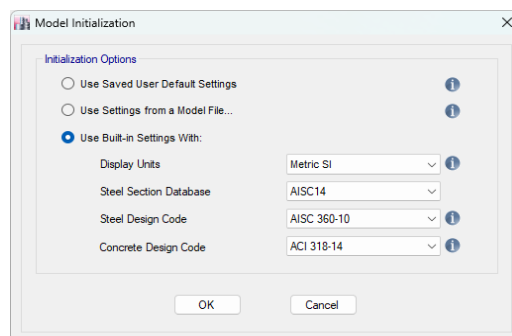 Model Initialization
Initialization Options
Use Saved User Default Settings
Use Settings from a Model File...
Use Built-in Settings With:
Display Units Metric SI
Steel Section Database AISC14
Steel Design Code AISC 360-10
Concrete Design Code ACI 318-14
OK Cancel